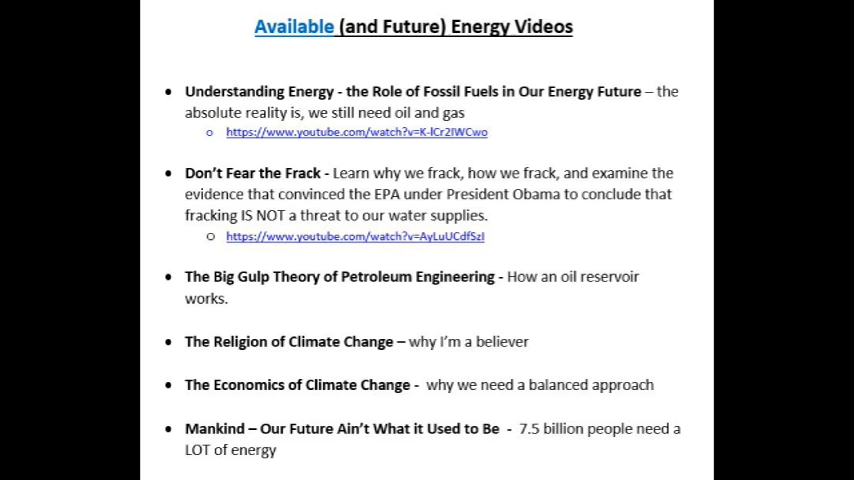 Available (and Future) Energy Videos
• Understanding Energy - the Role of Fossil Fuels in Our Energy Future – the
absolute reality is, we still need oil and gas
o https://www.youtube.com/watch?v=K-lCr2IWCwo
• Don't Fear the Frack - Learn why we frack, how we frack, and examine the
evidence that convinced the EPA under President Obama to conclude that
fracking IS NOT a threat to our water supplies.
o https://www.youtube.com/watch?v=AyLuUCdfSzI
• The Big Gulp Theory of Petroleum Engineering - How an oil reservoir
works.
• The Religion of Climate Change – why I'm a believer
• The Economics of Climate Change - why we need a balanced approach
• Mankind – Our Future Ain't What it Used to Be - 7.5 billion people need a
LOT of energy